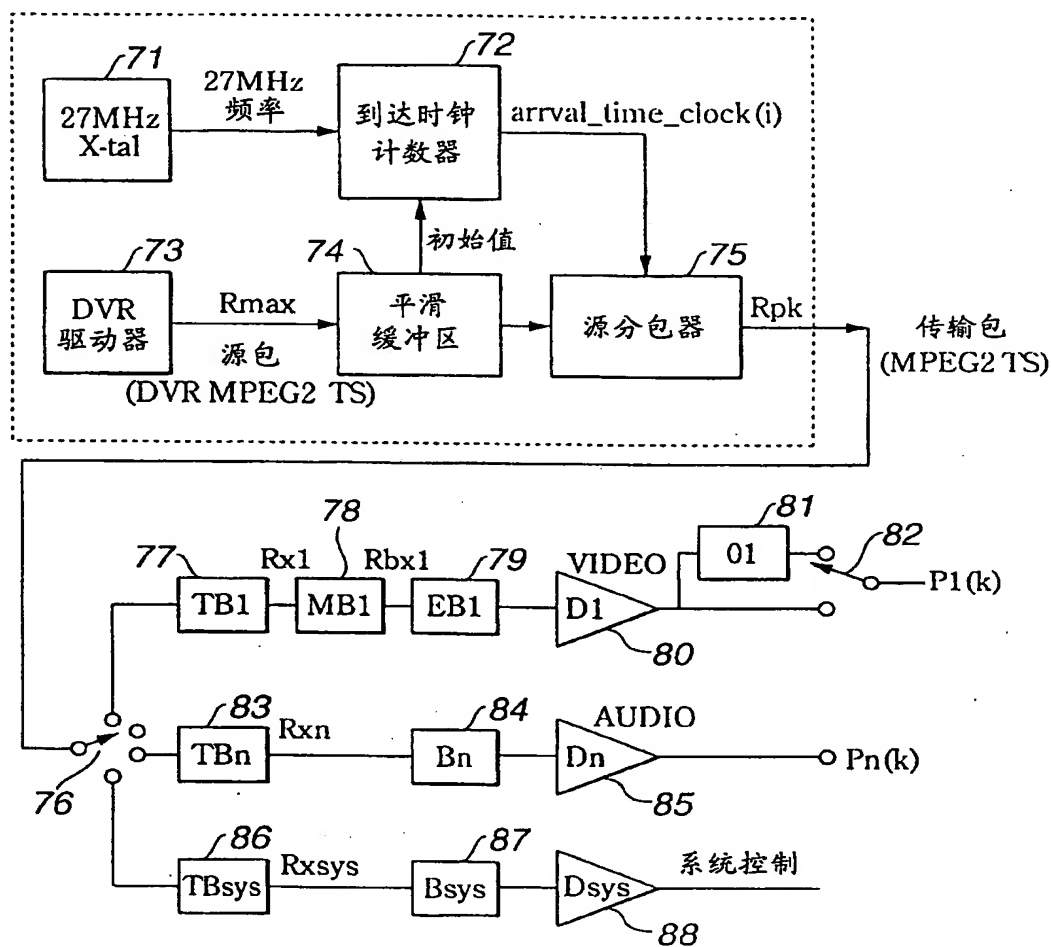 71
27MHz
X-tal
27MHz
频率
72
到达时钟
计数器
arrval_time_clock(i)
初始值
73
DVR
驱动器
Rmax
源包
(DVR MPEG2 TS)
74
平滑
缓冲区
75
源分包器
Rpk
传输包
(MPEG2 TS)
76
77
TB1
Rx1
78
MB1
Rbx1
79
EB1
VIDEO
D1
80
81
01
82
P1(k)
83
TBn
Rxn
84
Bn
AUDIO
Dn
85
Pn(k)
86
TBsys
Rxsys
87
Bsys
Dsys
88
系统控制